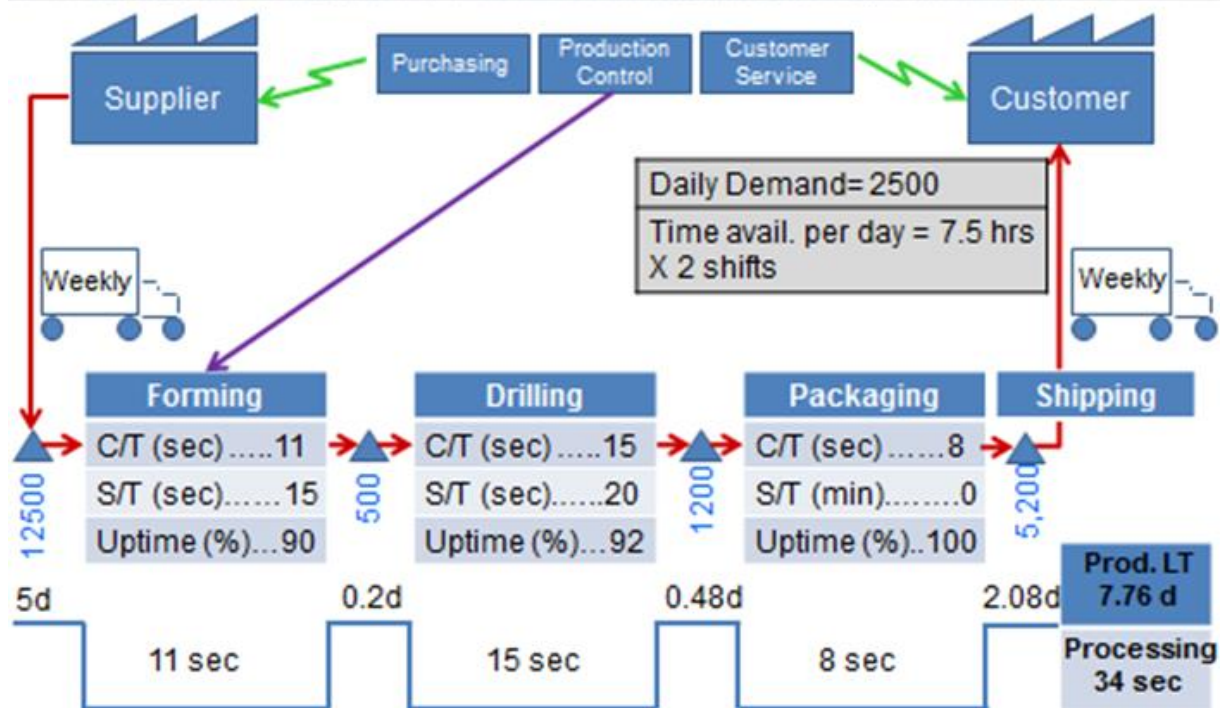 Supplier
Purchasing
Production
Control
Customer
Service
Customer
Daily Demand= 2500
Time avail. per day = 7.5 hrs
X 2 shifts
Weekly
Weekly
Forming
C/T (sec) .....11
S/T (sec)......15
Uptime (%)...90
Drilling
C/T (sec) .....15
S/T (sec)......20
Uptime (%)...92
Packaging
C/T (sec) ......8
S/T (min)........0
Uptime (%)..100
Shipping
12500
500
1200
5,200
5d
0.2d
0.48d
2.08d
11 sec
15 sec
8 sec
Prod. LT
7.76 d
Processing
34 sec